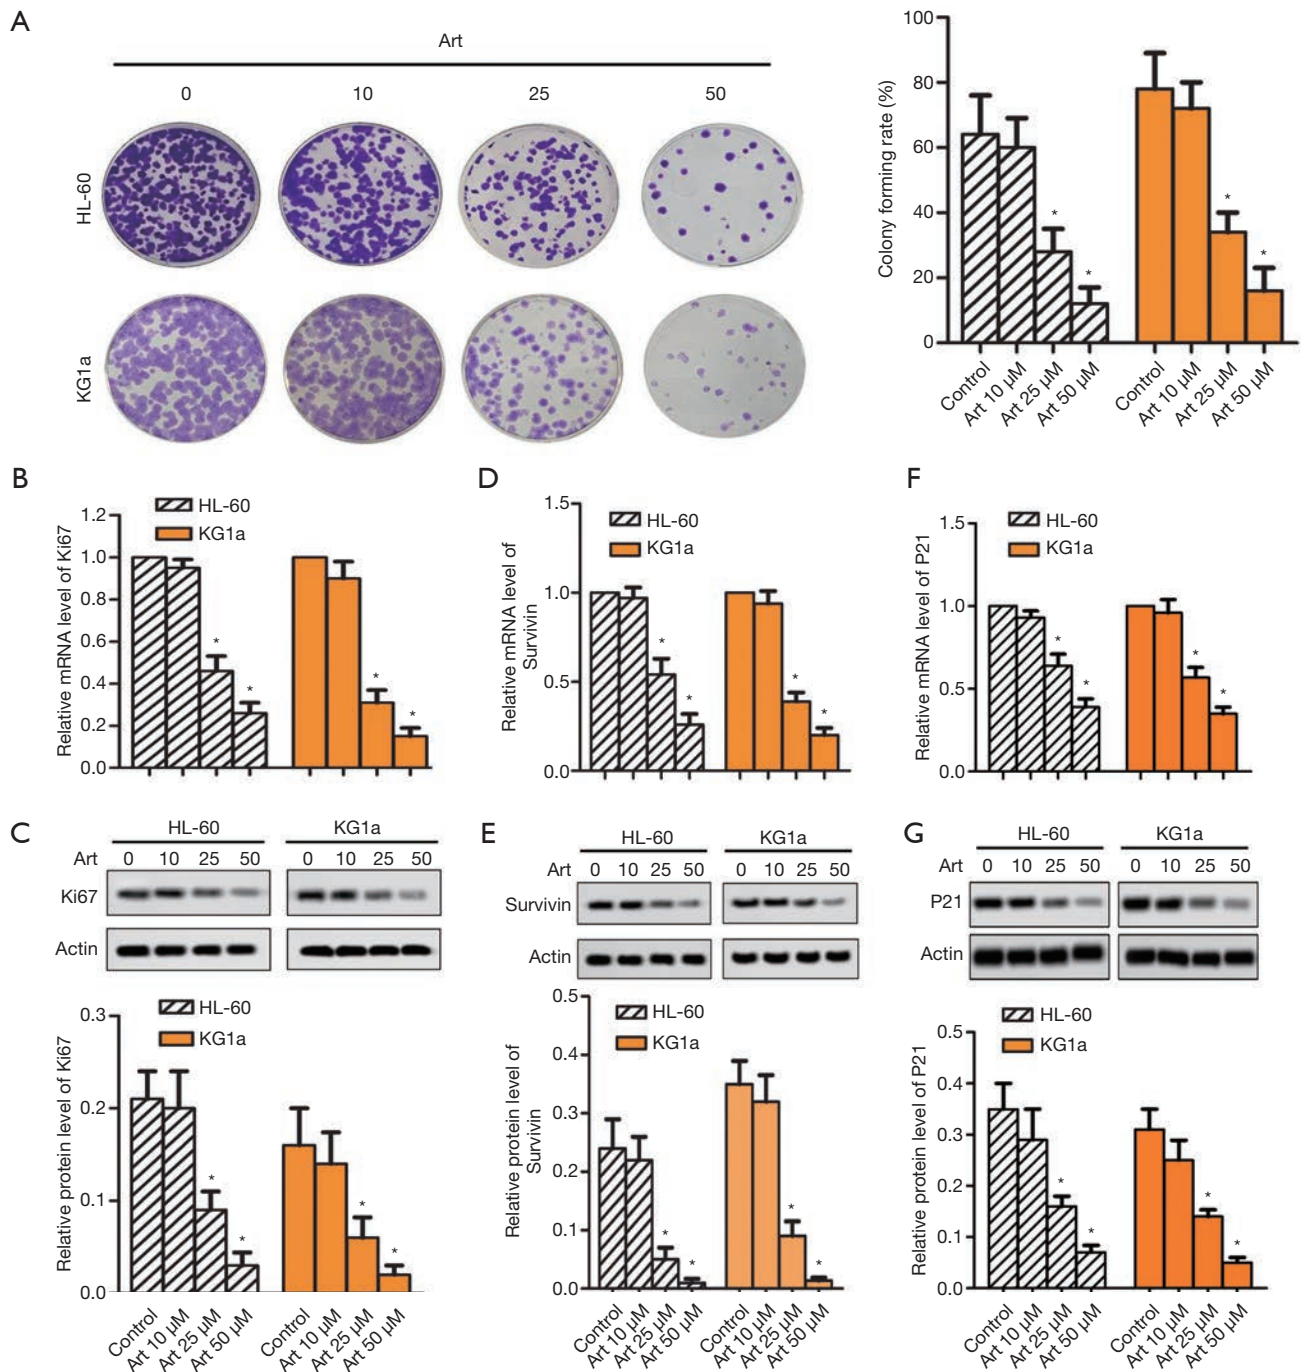 A
Art
0 10 25 50
HL-60
KG1a
Colony forming rate (%)
100
80
60
40
20
0
* * * *
Control Art 10 µM Art 25 µM Art 50 µM Control Art 10 µM Art 25 µM Art 50 µM
B
HL-60
KG1a
Relative mRNA level of Ki67
1.2
1.0
0.8
0.6
0.4
0.2
0.0
* * * *
D
HL-60
KG1a
Relative mRNA level of
Survivin
1.5
1.0
0.5
0.0
* * * *
F
HL-60
KG1a
Relative mRNA level of P21
1.5
1.0
0.5
0.0
* * * *
C
HL-60 KG1a
Art 0 10 25 50 0 10 25 50
Ki67
Actin
HL-60
KG1a
Relative protein level of Ki67
0.3
0.2
0.1
0.0
* * * *
Control Art 10 µM Art 25 µM Art 50 µM Control Art 10 µM Art 25 µM Art 50 µM
E
HL-60 KG1a
Art 0 10 25 50 0 10 25 50
Survivin
Actin
HL-60
KG1a
Relative protein level of
Survivin
0.5
0.4
0.3
0.2
0.1
0.0
* * * *
Control Art 10 µM Art 25 µM Art 50 µM Control Art 10 µM Art 25 µM Art 50 µM
G
HL-60 KG1a
Art 0 10 25 50 0 10 25 50
P21
Actin
HL-60
KG1a
Relative protein level of P21
0.5
0.4
0.3
0.2
0.1
0.0
* * * *
Control Art 10 µM Art 25 µM Art 50 µM Control Art 10 µM Art 25 µM Art 50 µM